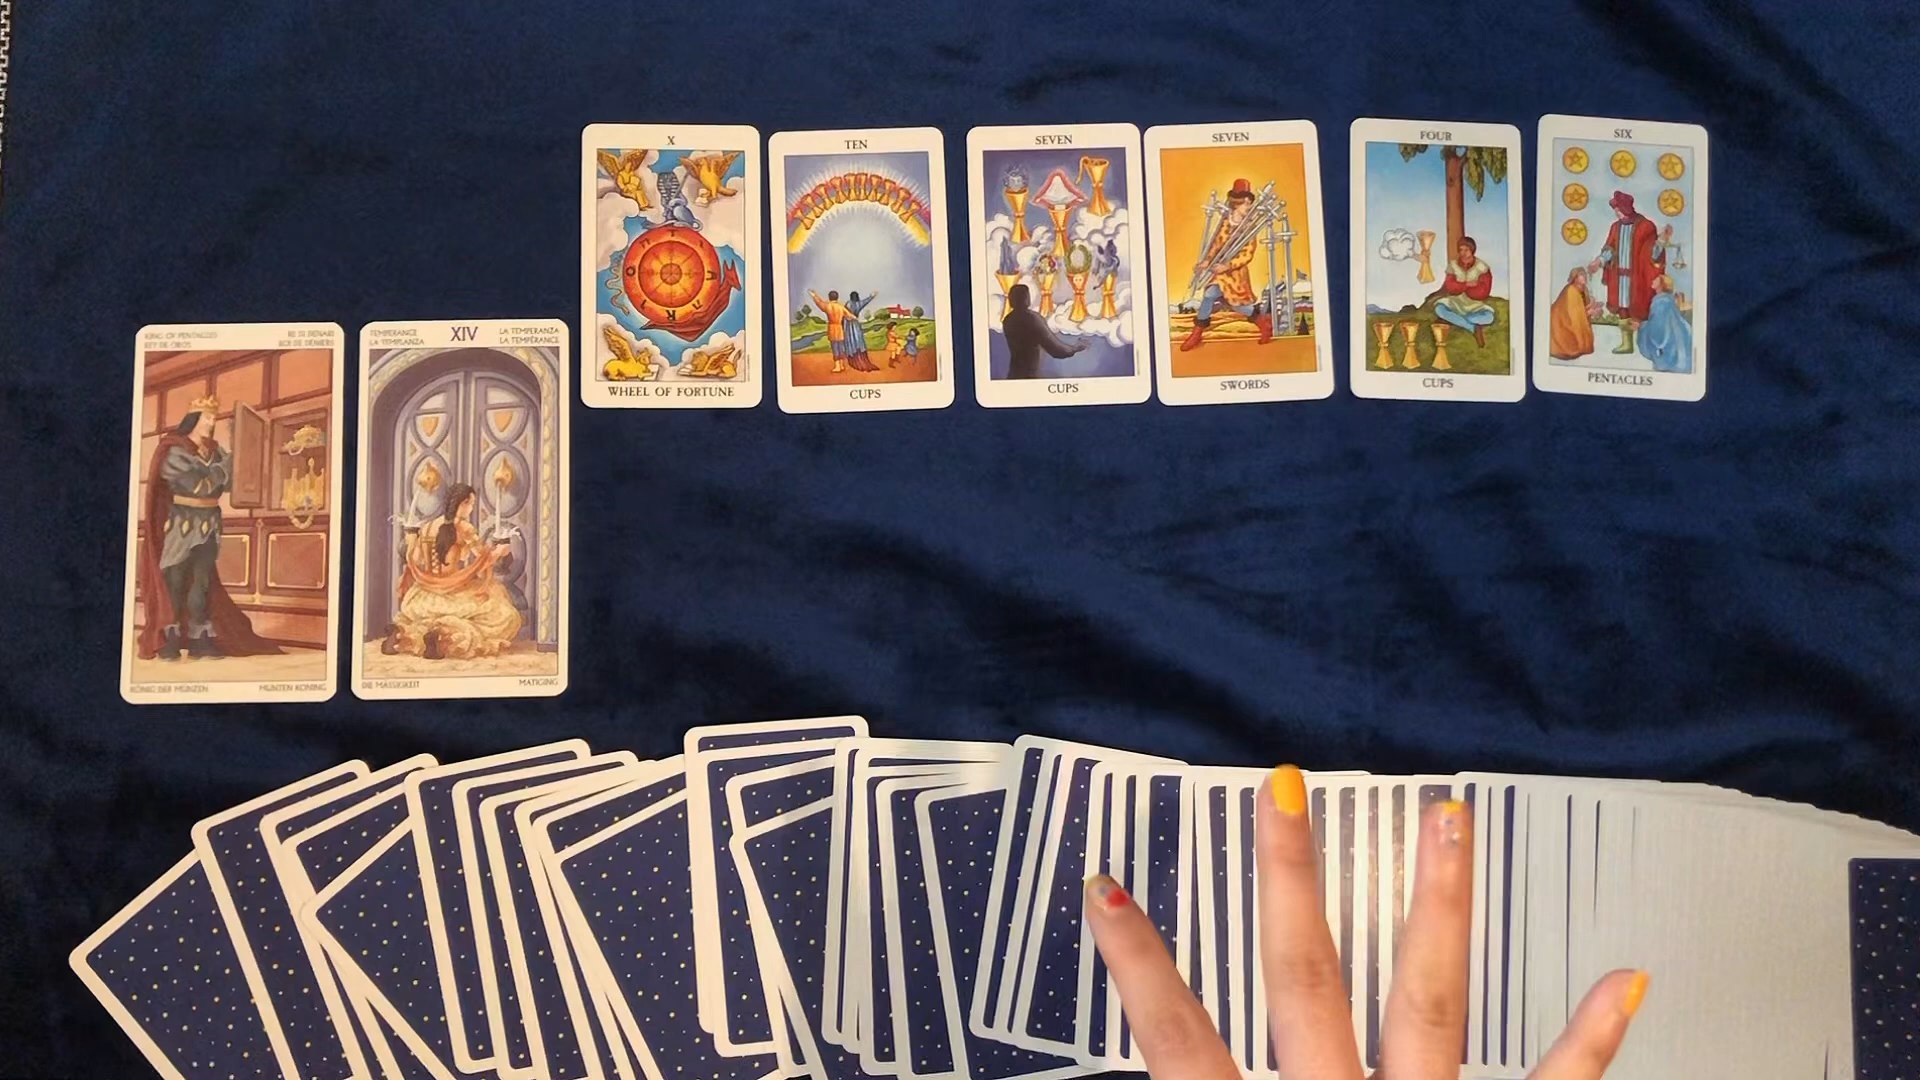 X
WHEEL OF FORTUNE
TEN
CUPS
SEVEN
CUPS
SEVEN
SWORDS
FOUR
CUPS
SIX
PENTACLES
KING OF PENTACLES
REY DE OROS
RE DI DENARI
ROI DE DENIERS
KÖNIG DER MÜNZEN
MUNTEN KONING
TEMPERANCE
LA TEMPLANZA
XIV
LA TEMPERANZA
LA TEMPÉRANCE
DIE MÄSSIGKEIT
MATIGING